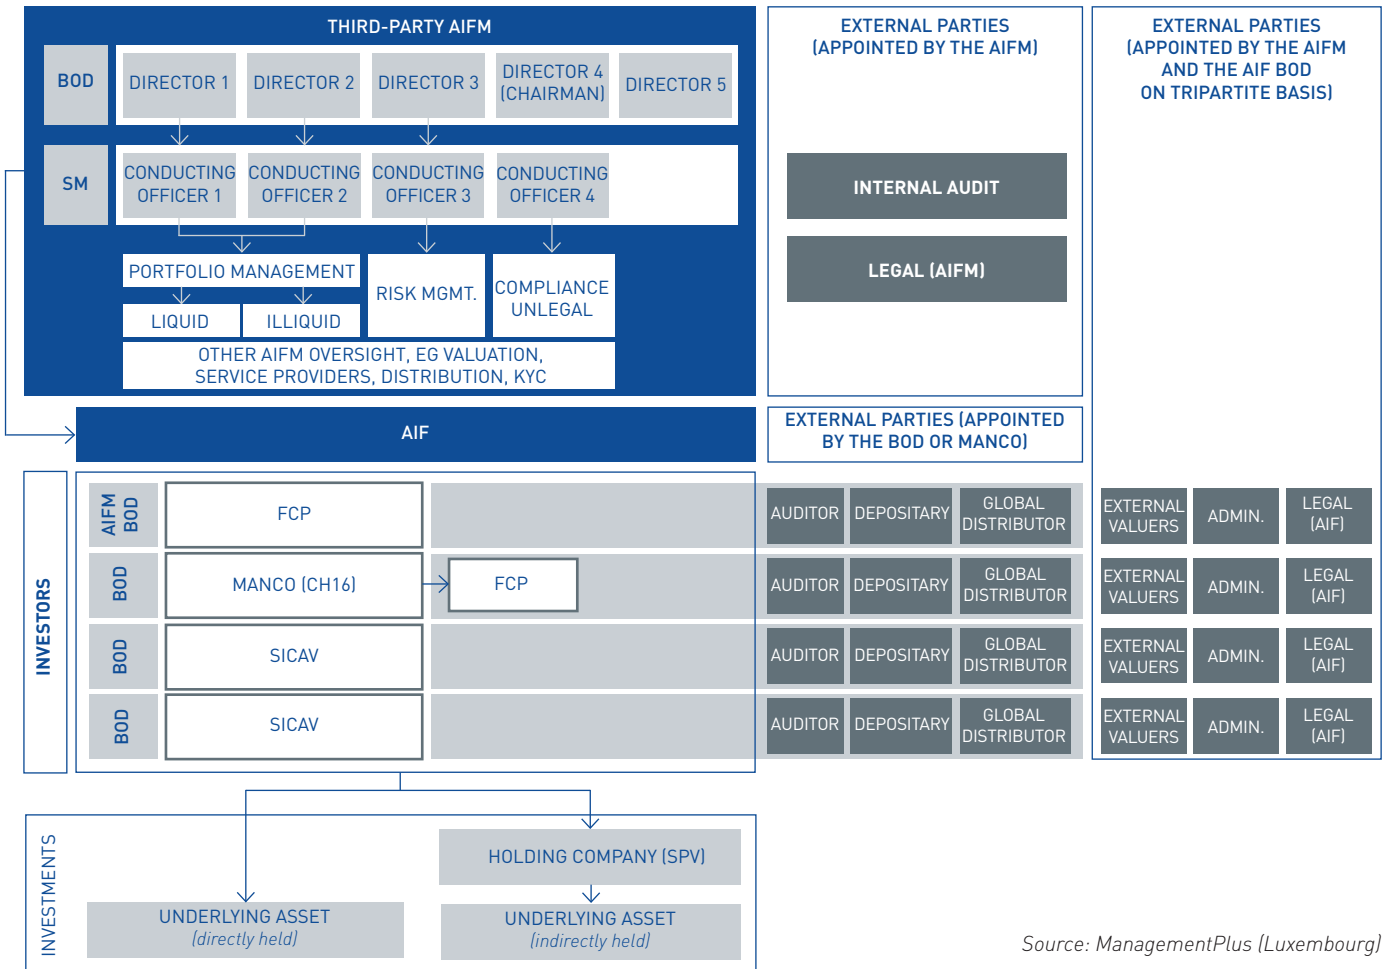 THIRD-PARTY AIFM
BOD
DIRECTOR 1
DIRECTOR 2
DIRECTOR 3
DIRECTOR 4
(CHAIRMAN)
DIRECTOR 5
SM
CONDUCTING
OFFICER 1
CONDUCTING
OFFICER 2
CONDUCTING
OFFICER 3
CONDUCTING
OFFICER 4
PORTFOLIO MANAGEMENT
LIQUID
ILLIQUID
RISK MGMT.
COMPLIANCE
UNLEGAL
OTHER AIFM OVERSIGHT, EG VALUATION,
SERVICE PROVIDERS, DISTRIBUTION, KYC
EXTERNAL PARTIES
(APPOINTED BY THE AIFM)
INTERNAL AUDIT
LEGAL (AIFM)
EXTERNAL PARTIES
(APPOINTED BY THE AIFM
AND THE AIF BOD
ON TRIPARTITE BASIS)
AIF
EXTERNAL PARTIES (APPOINTED
BY THE BOD OR MANCO)
INVESTORS
AIFM
BOD
FCP
AUDITOR
DEPOSITARY
GLOBAL
DISTRIBUTOR
EXTERNAL
VALUERS
ADMIN.
LEGAL
(AIF)
BOD
MANCO (CH16)
FCP
AUDITOR
DEPOSITARY
GLOBAL
DISTRIBUTOR
EXTERNAL
VALUERS
ADMIN.
LEGAL
(AIF)
BOD
SICAV
AUDITOR
DEPOSITARY
GLOBAL
DISTRIBUTOR
EXTERNAL
VALUERS
ADMIN.
LEGAL
(AIF)
BOD
SICAV
AUDITOR
DEPOSITARY
GLOBAL
DISTRIBUTOR
EXTERNAL
VALUERS
ADMIN.
LEGAL
(AIF)
INVESTMENTS
HOLDING COMPANY (SPV)
UNDERLYING ASSET
(directly held)
UNDERLYING ASSET
(indirectly held)
Source: ManagementPlus (Luxembourg)